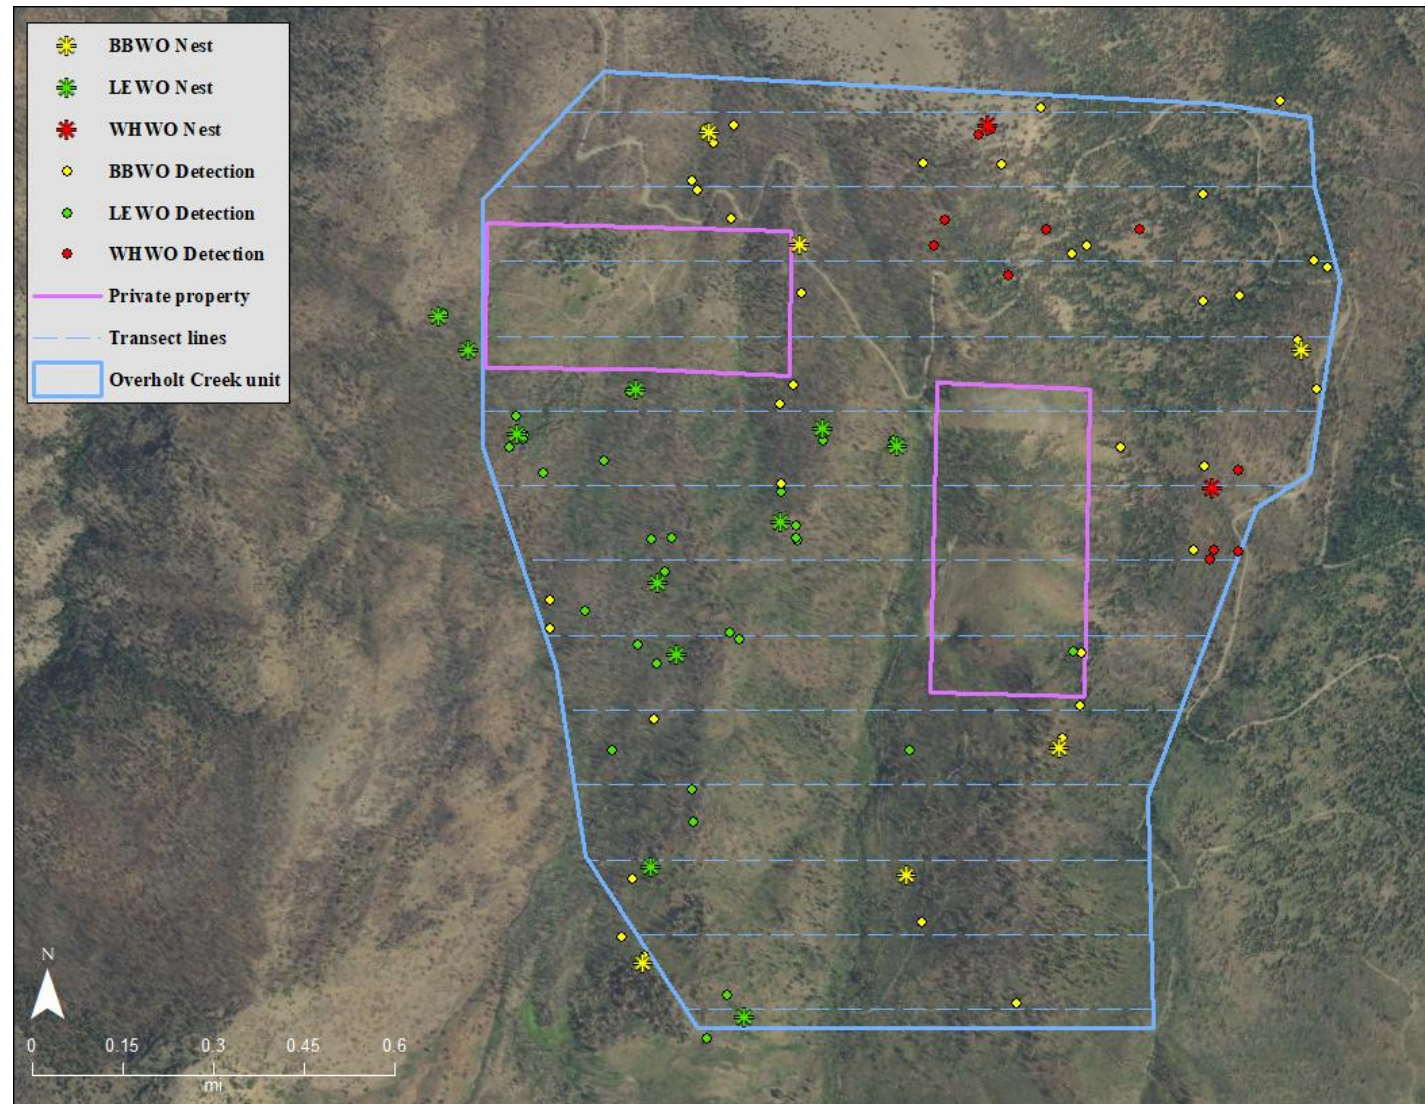 BBWO Nest
LEWO Nest
WHWO Nest
BBWO Detection
LEWO Detection
WHWO Detection
Private property
Transect lines
Overholt Creek unit
N
0 0.15 0.3 0.45 0.6
mi